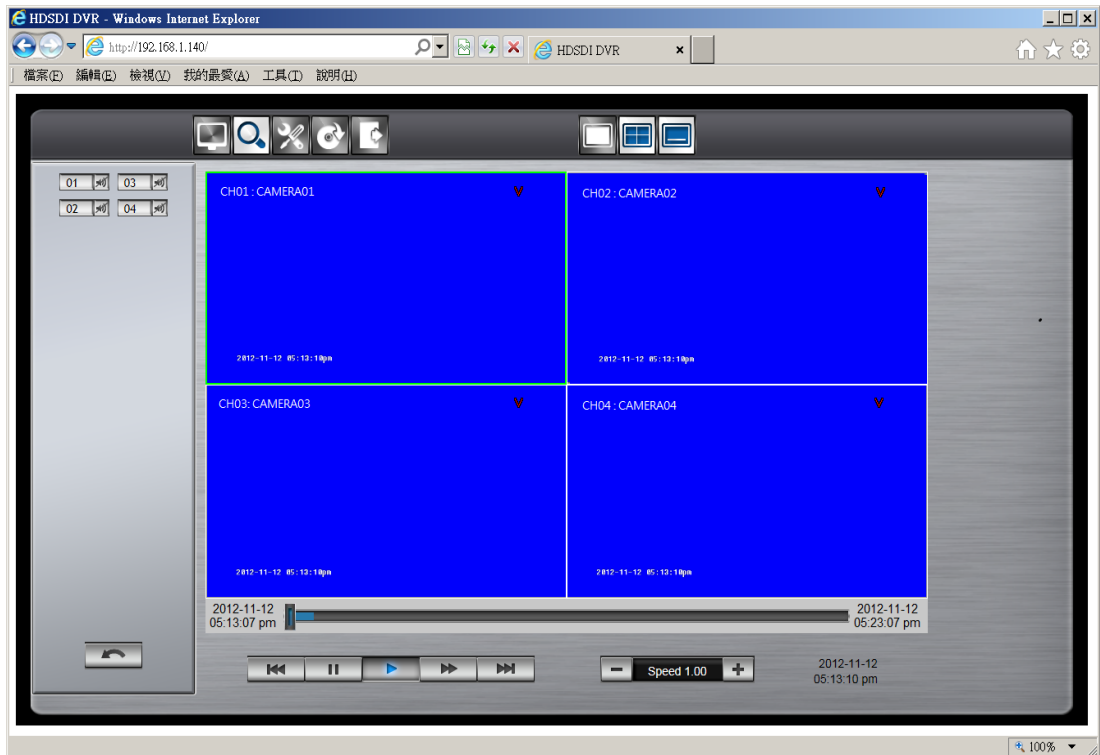 HDSDI DVR - Windows Internet Explorer
http://192.168.1.140/
HDSDI DVR
檔案(F) 編輯(E) 檢視(V) 我的最愛(A) 工具(T) 說明(H)
01 03
02 04
CH01 : CAMERA01
V
CH02 : CAMERA02
V
2012-11-12 05:13:10pm
2012-11-12 05:13:10pm
CH03: CAMERA03
V
CH04 : CAMERA04
V
2012-11-12 05:13:10pm
2012-11-12 05:13:10pm
2012-11-12
05:13:07 pm
2012-11-12
05:23:07 pm
Speed 1.00
2012-11-12
05:13:10 pm
100%